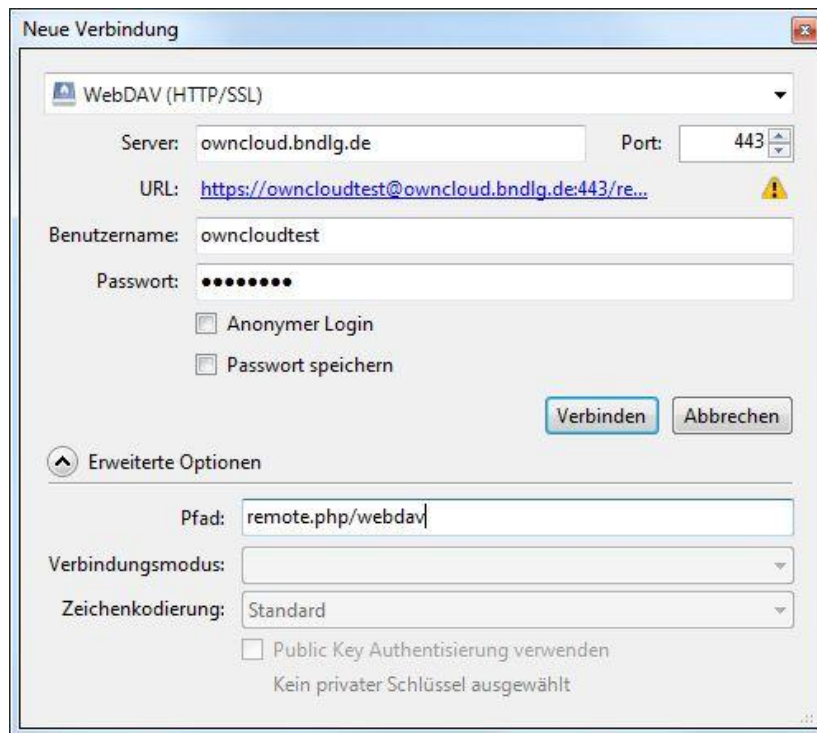 Neue Verbindung
WebDAV (HTTP/SSL)
Server: owncloud.bndlg.de Port: 443
URL: https://owncloudtest@owncloud.bndlg.de:443/re...
Benutzername: owncloudtest
Passwort: ●●●●●●●●
Anonymer Login
Passwort speichern
Verbinden Abbrechen
Erweiterte Optionen
Pfad: remote.php/webdav
Verbindungsmodus:
Zeichenkodierung: Standard
Public Key Authentisierung verwenden
Kein privater Schlüssel ausgewählt